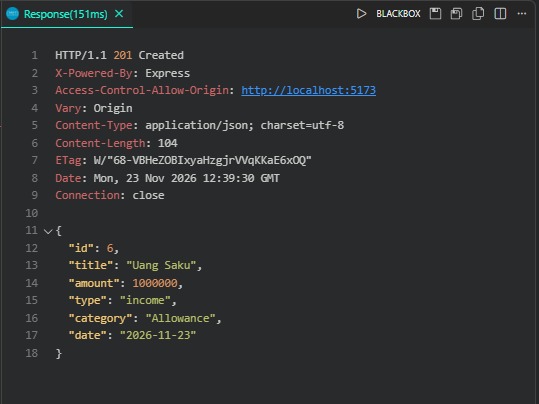 Response(151ms) × BLACKBOX ...
1 HTTP/1.1 201 Created
2 X-Powered-By: Express
3 Access-Control-Allow-Origin: http://localhost:5173
4 Vary: Origin
5 Content-Type: application/json; charset=utf-8
6 Content-Length: 104
7 ETag: W/"68-VBHeZOBIxyaHzgjrVVqKKaE6xOQ"
8 Date: Mon, 23 Nov 2026 12:39:30 GMT
9 Connection: close
10
11 {
12 "id": 6,
13 "title": "Uang Saku",
14 "amount": 1000000,
15 "type": "income",
16 "category": "Allowance",
17 "date": "2026-11-23"
18 }